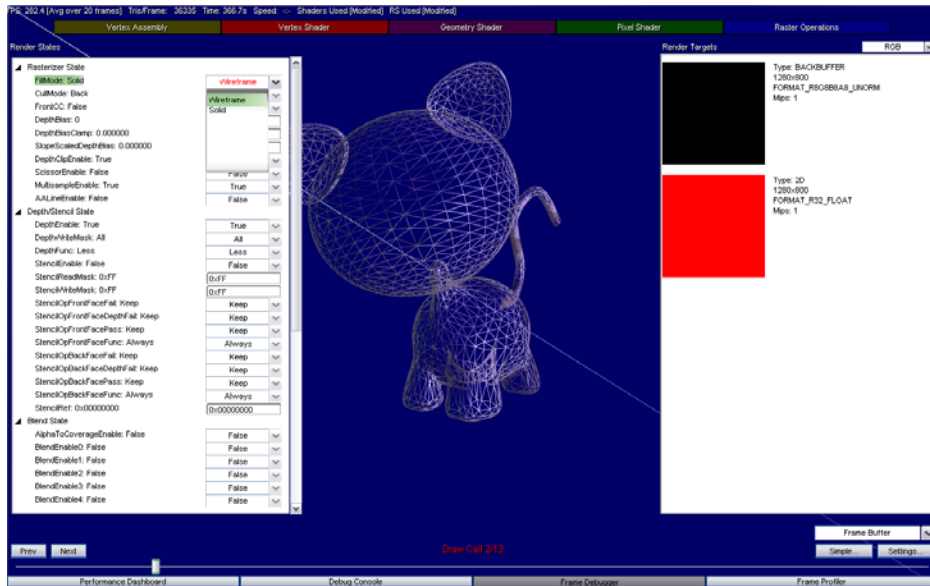 FPS: 282.4 [Avg over 20 frames] Tris/Frame: 36335 Time: 366.7s Speed: -:- Shaders Used [Modified] RS Used [Modified]
Vertex Assembly Vertex Shader Geometry Shader Pixel Shader Raster Operations
Render States
Rasterizer State
FillMode: Solid Wireframe
Wireframe
Solid
CullMode: Back
FrontCC: False
DepthBias: 0
DepthBiasClamp: 0.000000
SlopeScaledDepthBias: 0.000000
DepthClipEnable: True
ScissorEnable: False False
MultisampleEnable: True True
AALineEnable: False False
Depth/Stencil State
DepthEnable: True True
DepthWriteMask: All All
DepthFunc: Less Less
StencilEnable: False False
StencilReadMask: 0xFF 0xFF
StencilWriteMask: 0xFF 0xFF
StencilOpFrontFaceFail: Keep Keep
StencilOpFrontFaceDepthFail: Keep Keep
StencilOpFrontFacePass: Keep Keep
StencilOpFrontFaceFunc: Always Always
StencilOpBackFaceFail: Keep Keep
StencilOpBackFaceDepthFail: Keep Keep
StencilOpBackFacePass: Keep Keep
StencilOpBackFaceFunc: Always Always
StencilRef: 0x00000000 0x00000000
Blend State
AlphaToCoverageEnable: False False
BlendEnable0: False False
BlendEnable1: False False
BlendEnable2: False False
BlendEnable3: False False
BlendEnable4: False False
Render Targets RGB
Type: BACKBUFFER
1280x800
FORMAT_R8G8B8A8_UNORM
Mips: 1
Type: 2D
1280x800
FORMAT_R32_FLOAT
Mips: 1
Frame Buffer
Prev Next Draw Call 2/13 Simple... Settings...
Performance Dashboard Debug Console Frame Debugger Frame Profiler